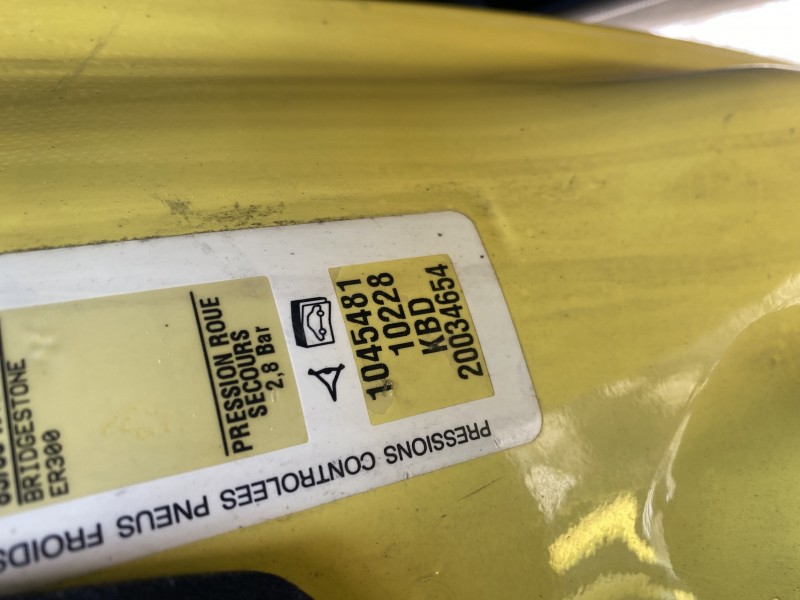 BRIDGESTONE
ER300
PRESSION ROUE
SECOURS
2,8 Bar
1045481
10228
KBD
20034654
PRESSIONS CONTROLEES PNEUS FROIDS